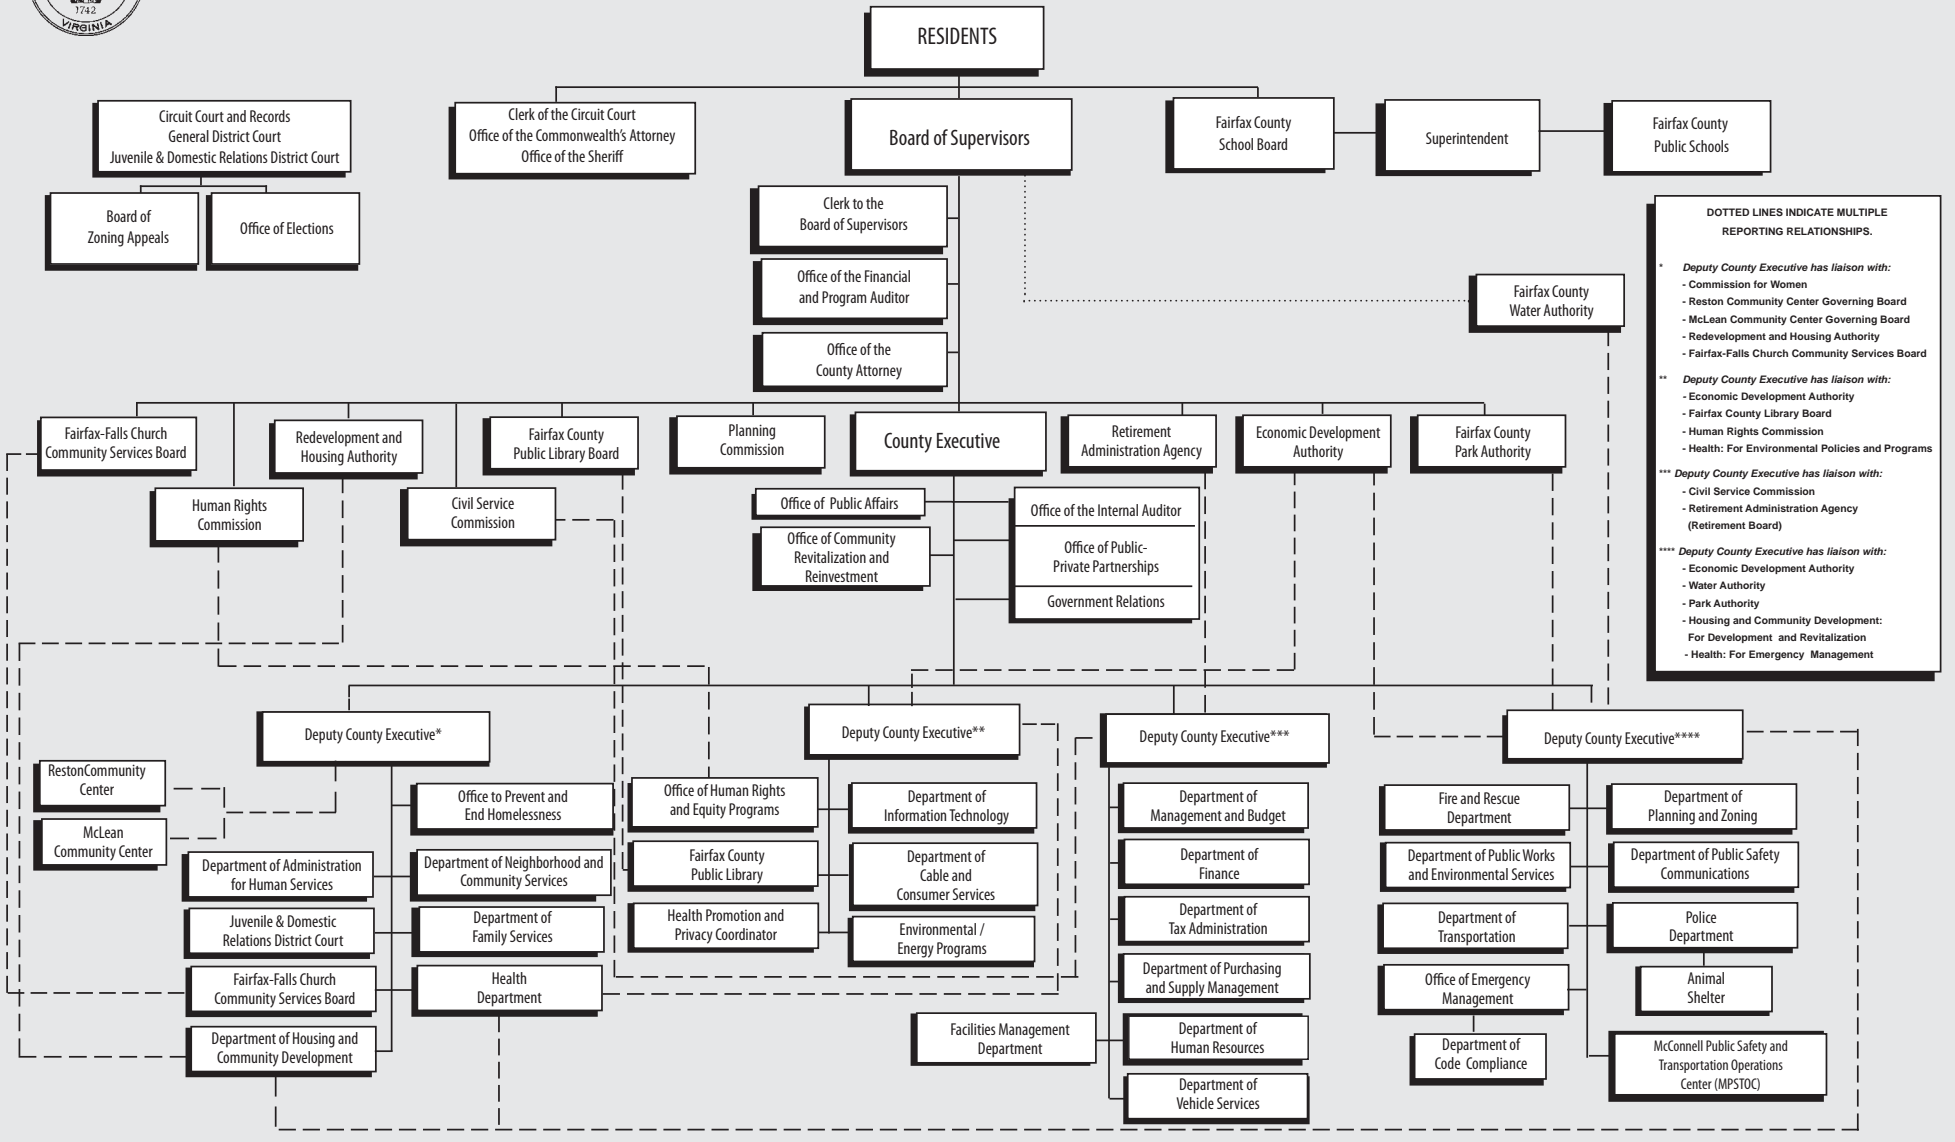 1742
VIRGINIA
RESIDENTS
Circuit Court and Records
General District Court
Juvenile & Domestic Relations District Court
Board of
Zoning Appeals
Office of Elections
Clerk of the Circuit Court
Office of the Commonwealth's Attorney
Office of the Sheriff
Board of Supervisors
Fairfax County
School Board
Superintendent
Fairfax County
Public Schools
Clerk to the
Board of Supervisors
Office of the Financial
and Program Auditor
Office of the
County Attorney
Fairfax County
Water Authority
DOTTED LINES INDICATE MULTIPLE
REPORTING RELATIONSHIPS.
* Deputy County Executive has liaison with:
- Commission for Women
- Reston Community Center Governing Board
- McLean Community Center Governing Board
- Redevelopment and Housing Authority
- Fairfax-Falls Church Community Services Board
** Deputy County Executive has liaison with:
- Economic Development Authority
- Fairfax County Library Board
- Human Rights Commission
- Health: For Environmental Policies and Programs
*** Deputy County Executive has liaison with:
- Civil Service Commission
- Retirement Administration Agency
(Retirement Board)
**** Deputy County Executive has liaison with:
- Economic Development Authority
- Water Authority
- Park Authority
- Housing and Community Development:
For Development and Revitalization
- Health: For Emergency Management
Fairfax-Falls Church
Community Services Board
Human Rights
Commission
Redevelopment and
Housing Authority
Civil Service
Commission
Fairfax County
Public Library Board
Planning
Commission
County Executive
Retirement
Administration Agency
Economic Development
Authority
Fairfax County
Park Authority
Office of Public Affairs
Office of Community
Revitalization and
Reinvestment
Office of the Internal Auditor
Office of Public-
Private Partnerships
Government Relations
Deputy County Executive*
RestonCommunity
Center
McLean
Community Center
Office to Prevent and
End Homelessness
Department of Administration
for Human Services
Department of Neighborhood and
Community Services
Juvenile & Domestic
Relations District Court
Department of
Family Services
Fairfax-Falls Church
Community Services Board
Health
Department
Department of Housing and
Community Development
Deputy County Executive**
Office of Human Rights
and Equity Programs
Department of
Information Technology
Fairfax County
Public Library
Department of
Cable and
Consumer Services
Health Promotion and
Privacy Coordinator
Environmental /
Energy Programs
Deputy County Executive***
Department of
Management and Budget
Department of
Finance
Department of
Tax Administration
Department of Purchasing
and Supply Management
Facilities Management
Department
Department of
Human Resources
Department of
Vehicle Services
Deputy County Executive****
Fire and Rescue
Department
Department of
Planning and Zoning
Department of Public Works
and Environmental Services
Department of Public Safety
Communications
Department of
Transportation
Police
Department
Office of Emergency
Management
Animal
Shelter
Department of
Code Compliance
McConnell Public Safety and
Transportation Operations
Center (MPSTOC)